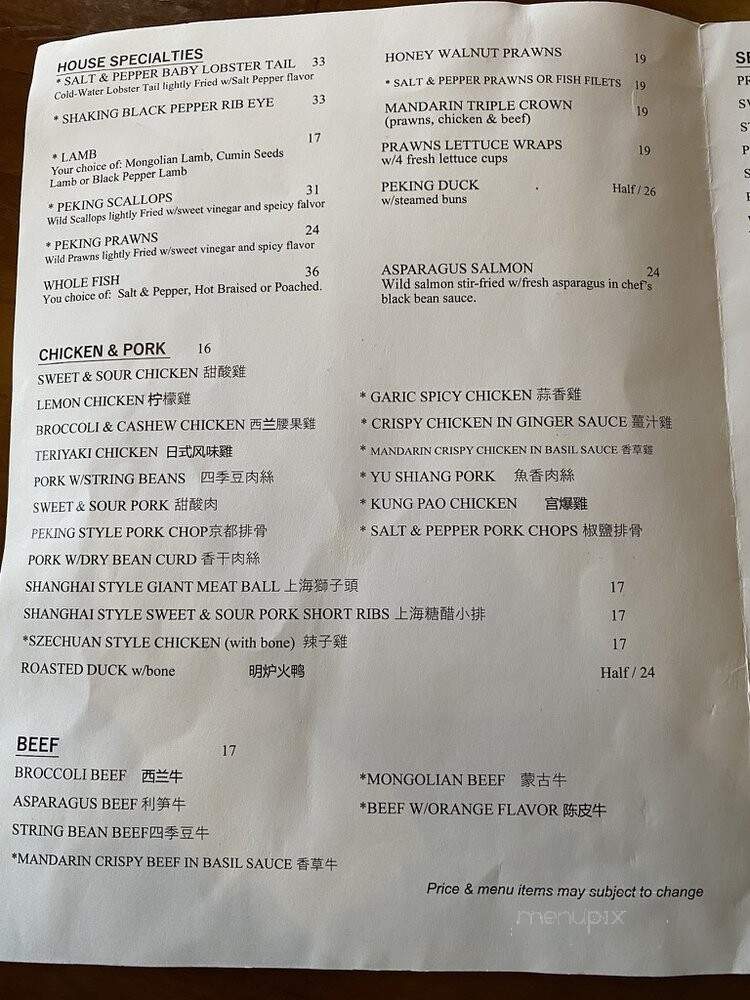 HOUSE SPECIALTIES
* SALT & PEPPER BABY LOBSTER TAIL 33
Cold-Water Lobster Tail lightly Fried w/Salt Pepper flavor
* SHAKING BLACK PEPPER RIB EYE 33
17
* LAMB
Your choice of: Mongolian Lamb, Cumin Seeds
Lamb or Black Pepper Lamb
* PEKING SCALLOPS 31
Wild Scallops lightly Fried w/sweet vinegar and speicy falvor
* PEKING PRAWNS 24
Wild Prawns lightly Fried w/sweet vinegar and spicy flavor
WHOLE FISH 36
You choice of: Salt & Pepper, Hot Braised or Poached.
HONEY WALNUT PRAWNS 19
* SALT & PEPPER PRAWNS OR FISH FILETS 19
MANDARIN TRIPLE CROWN 19
(prawns, chicken & beef)
PRAWNS LETTUCE WRAPS 19
w/4 fresh lettuce cups
PEKING DUCK Half / 26
w/steamed buns
ASPARAGUS SALMON 24
Wild salmon stir-fried w/fresh asparagus in chef's
black bean sauce.
CHICKEN & PORK 16
SWEET & SOUR CHICKEN 甜酸雞
LEMON CHICKEN 柠檬雞
BROCCOLI & CASHEW CHICKEN 西兰腰果雞
TERIYAKI CHICKEN 日式风味雞
PORK W/STRING BEANS 四季豆肉絲
SWEET & SOUR PORK 甜酸肉
PEKING STYLE PORK CHOP京都排骨
PORK W/DRY BEAN CURD 香干肉絲
* GARIC SPICY CHICKEN 蒜香雞
* CRISPY CHICKEN IN GINGER SAUCE 薑汁雞
* MANDARIN CRISPY CHICKEN IN BASIL SAUCE 香草雞
* YU SHIANG PORK 魚香肉絲
* KUNG PAO CHICKEN 宫爆雞
* SALT & PEPPER PORK CHOPS 椒鹽排骨
SHANGHAI STYLE GIANT MEAT BALL 上海獅子頭 17
SHANGHAI STYLE SWEET & SOUR PORK SHORT RIBS 上海糖醋小排 17
*SZECHUAN STYLE CHICKEN (with bone) 辣子雞 17
ROASTED DUCK w/bone 明炉火鸭 Half / 24
BEEF 17
BROCCOLI BEEF 西兰牛
ASPARAGUS BEEF 利笋牛
STRING BEAN BEEF四季豆牛
*MANDARIN CRISPY BEEF IN BASIL SAUCE 香草牛
*MONGOLIAN BEEF 蒙古牛
*BEEF W/ORANGE FLAVOR 陈皮牛
Price & menu items may subject to change
menupix